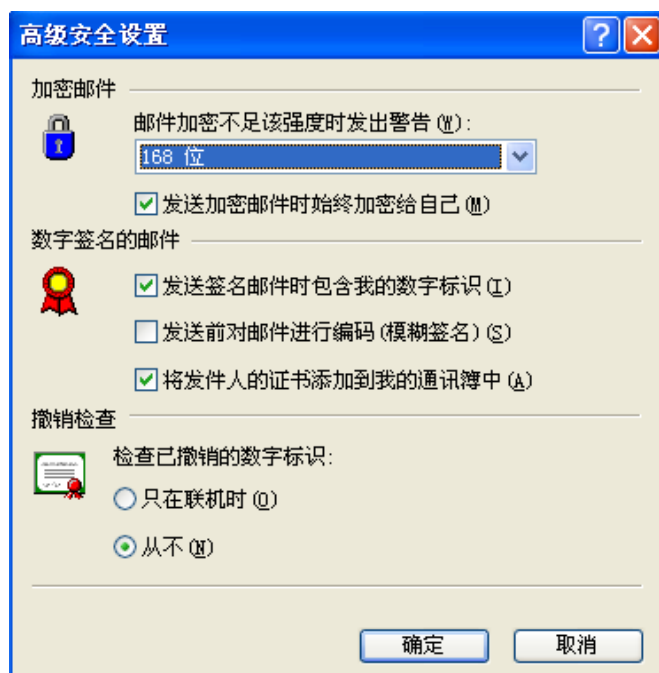 高级安全设置
加密邮件
邮件加密不足该强度时发出警告(W):
168 位
发送加密邮件时始终加密给自己(M)
数字签名的邮件
发送签名邮件时包含我的数字标识(I)
发送前对邮件进行编码(模糊签名)(S)
将发件人的证书添加到我的通讯簿中(A)
撤销检查
检查已撤销的数字标识:
只在联机时(O)
从不(N)
确定
取消